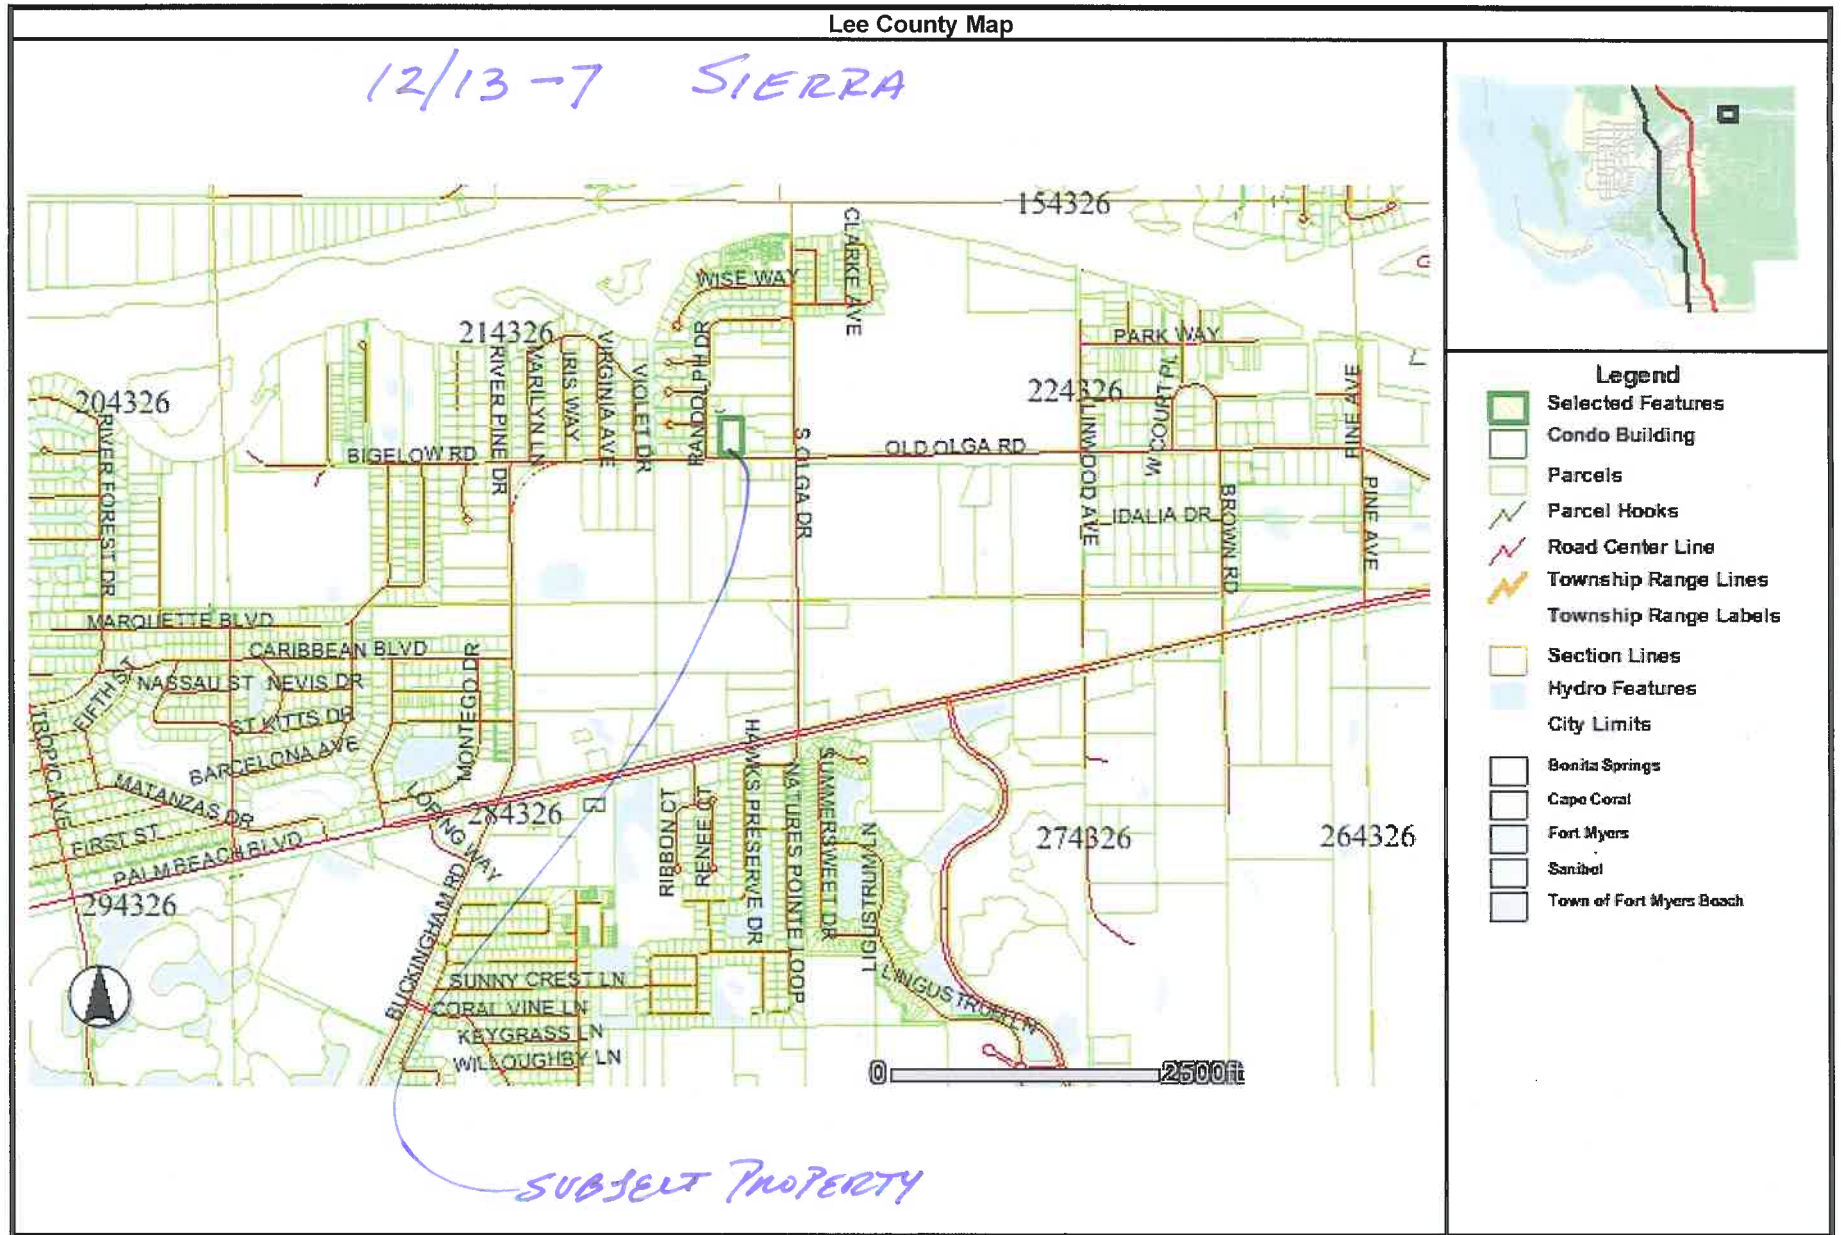 Lee County Map
12/13-7 SIERRA
154326
CLARKE AVE
WISE WAY
214326
PARK WAY
204326
RIVER PINE DR
MARILYN LN
IRIS WAY
VIRGINIA AVE
VIOLET DR
RANDOLPH DR
224326
W COURT PL
PINE AVE
RIVER FOREST DR
BIGELOW RD
S OLGA DR
OLD OLGA RD
LINWOOD AVE
IDALIA DR
BROWN RD
PINE AVE
MARQUETTE BLVD
CARIBBEAN BLVD
FIFTH ST
NASSAU ST
NEVIS DR
ST KITTS DR
BARCELONA AVE
MONTEGO DR
TROPIC AVE
MATANZAS DR
FIRST ST
PALM BEACH BLVD
LORING WAY
284326
294326
BUCKINGHAM RD
RIBBON CT
RENEE CT
HAWKS PRESERVE DR
NATURES POINTE LOOP
SUMMERSWEET DR
LIGUSTRUM LN
274326
264326
SUNNY CREST LN
CORAL VINE LN
KEYGRASS LN
WILLOUGHBY LN
LINGUSTRUM LN
0 2500ft
SUBJECT PROPERTY
Legend
Selected Features
Condo Building
Parcels
Parcel Hooks
Road Center Line
Township Range Lines
Township Range Labels
Section Lines
Hydro Features
City Limits
Bonita Springs
Cape Coral
Fort Myers
Sanibel
Town of Fort Myers Beach